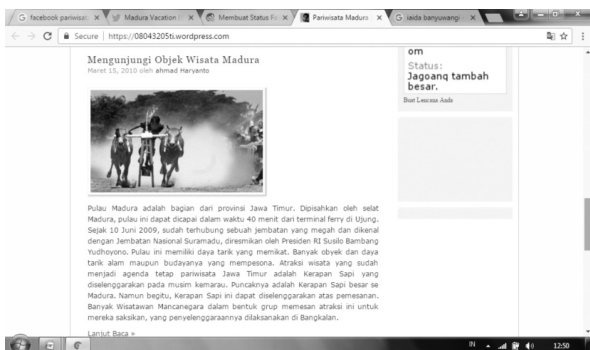 facebook pariwisat
Madura Vacation
Membuat Status Fe
Pariwisata Madura
iaida banyuwangi
Secure | https://08043205ti.wordpress.com
Mengunjungi Objek Wisata Madura
Maret 15, 2010 oleh ahmad Haryanto
Pulau Madura adalah bagian dari provinsi Jawa Timur. Dipisahkan oleh selat
Madura, pulau ini dapat dicapai dalam waktu 40 menit dari terminal ferry di Ujung.
Sejak 10 Juni 2009, sudah terhubung sebuah jembatan yang megah dan dikenal
dengan Jembatan Nasional Suramadu, diresmikan oleh Presiden RI Susilo Bambang
Yudhoyono. Pulau ini memiliki daya tarik yang memikat. Banyak obyek dan daya
tarik alam maupun budayanya yang mempesona. Atraksi wisata yang sudah
menjadi agenda tetap pariwisata Jawa Timur adalah Kerapan Sapi yang
diselenggarakan pada musim kemarau. Puncaknya adalah Kerapan Sapi besar se
Madura. Namun begitu, Kerapan Sapi ini dapat diselenggarakan atas pemesanan.
Banyak Wisatawan Mancanegara dalam bentuk grup memesan atraksi ini untuk
mereka saksikan, yang penyelenggaraannya dilaksanakan di Bangkalan.
Lanjut Baca »
om
Status:
Jagoanq tambah
besar.
Buat Lencana Anda
IN
12:50